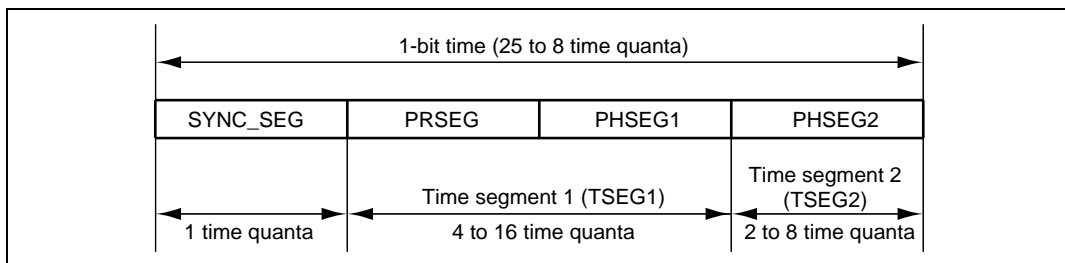 1-bit time (25 to 8 time quanta)
SYNC_SEG PRSEG PHSEG1 PHSEG2
Time segment 1 (TSEG1)
Time segment 2
(TSEG2)
1 time quanta 4 to 16 time quanta 2 to 8 time quanta